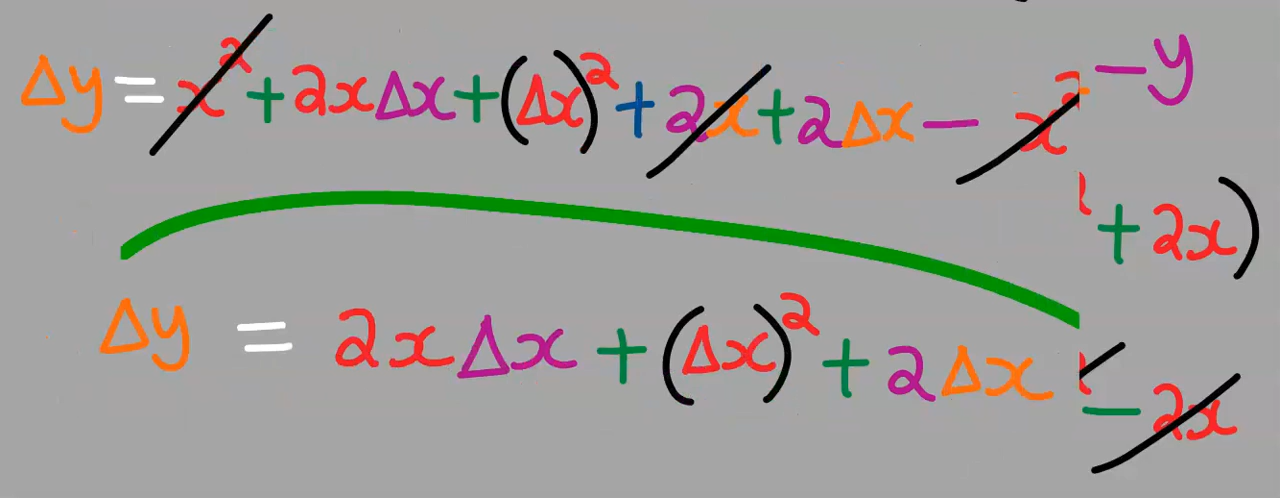 Δy = x² + 2xΔx + (Δx)² + 2x + 2Δx − x²
− y
+ 2x)
Δy = 2xΔx + (Δx)² + 2Δx
− 2x